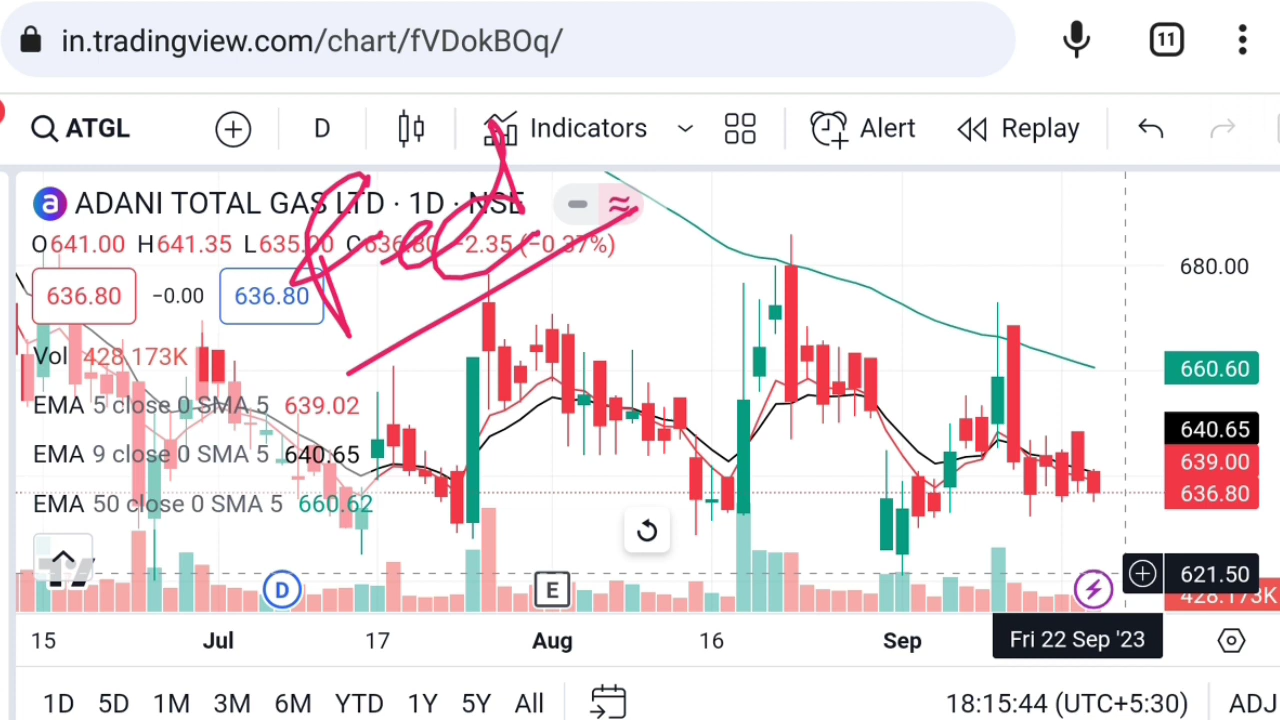 in.tradingview.com/chart/fVDokBOq/
11
ATGL D Indicators Alert Replay
a ADANI TOTAL GAS LTD · 1D · NSE
O641.00 H641.35 L635.00 C636.80 −2.35 (−0.37%)
636.80 −0.00 636.80
Vol 428.173K
EMA 5 close 0 SMA 5 639.02
EMA 9 close 0 SMA 5 640.65
EMA 50 close 0 SMA 5 660.62
680.00
660.60
640.65
639.00
636.80
621.50
428.173K
D E
15 Jul 17 Aug 16 Sep Fri 22 Sep '23
1D 5D 1M 3M 6M YTD 1Y 5Y All 18:15:44 (UTC+5:30) ADJ